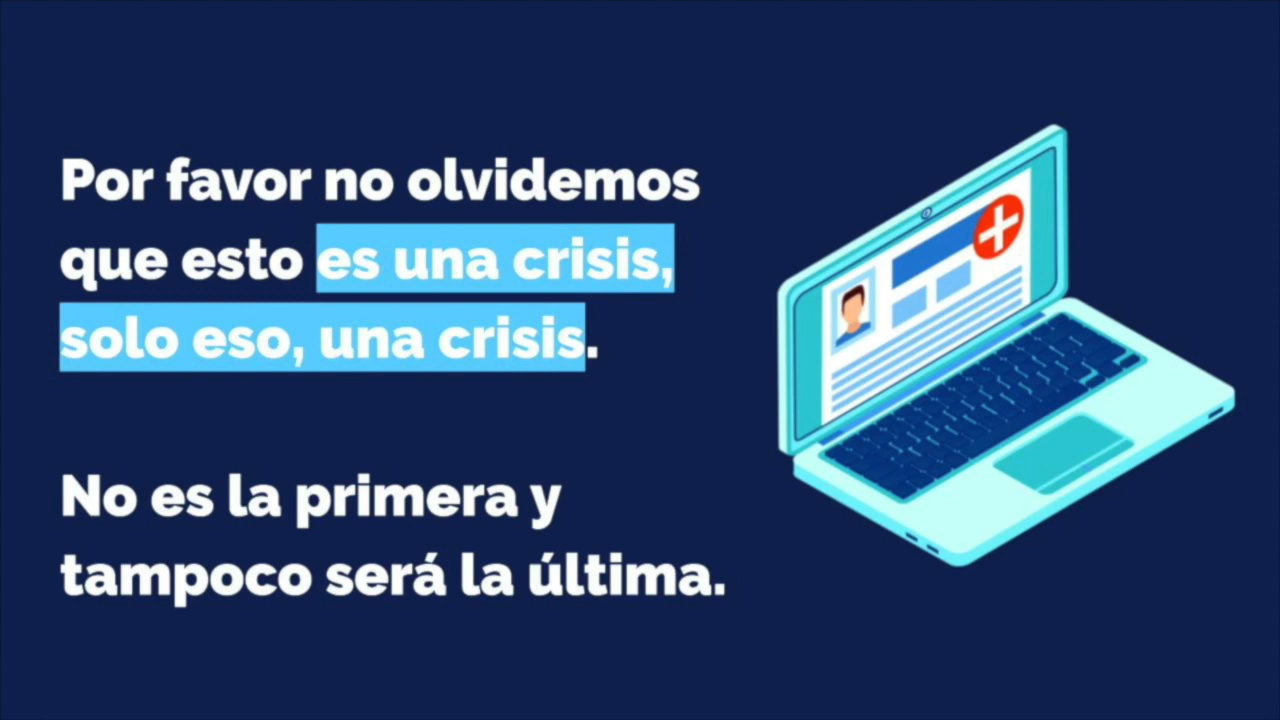 Por favor no olvidemos
que esto es una crisis,
solo eso, una crisis.
No es la primera y
tampoco será la última.